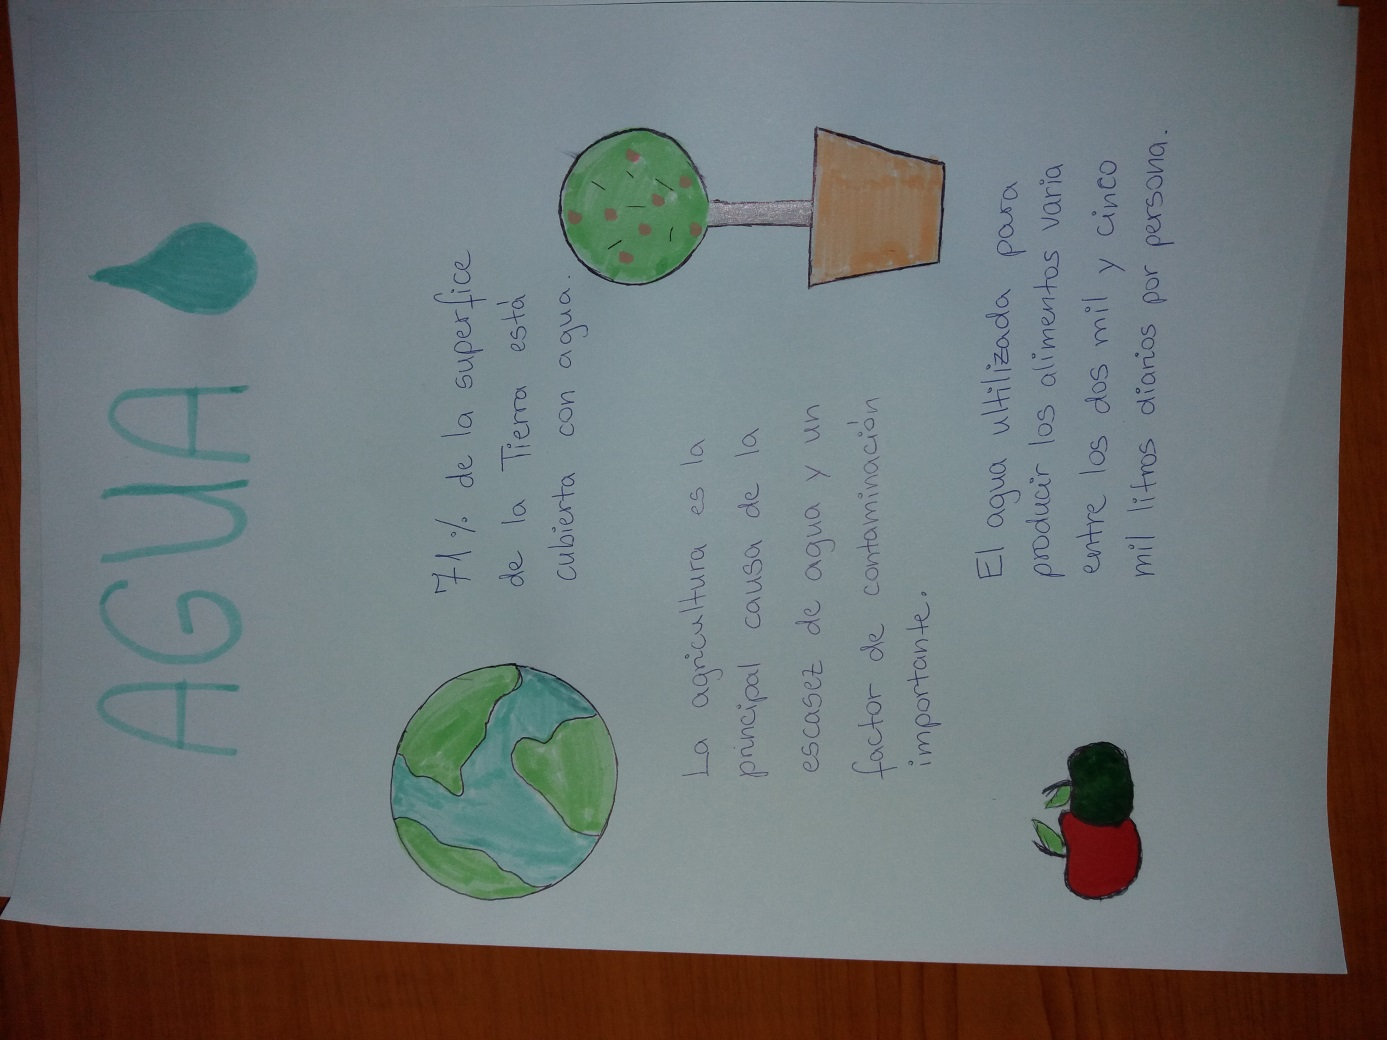 AGUA
71% de la superfice
de la Tierra está
cubierta con agua.
La agricultura es la
principal causa de la
escasez de agua y un
factor de contaminación
importante.
El agua ultilizada para
producir los alimentos varia
entre los dos mil y cinco
mil litros diarios por persona.